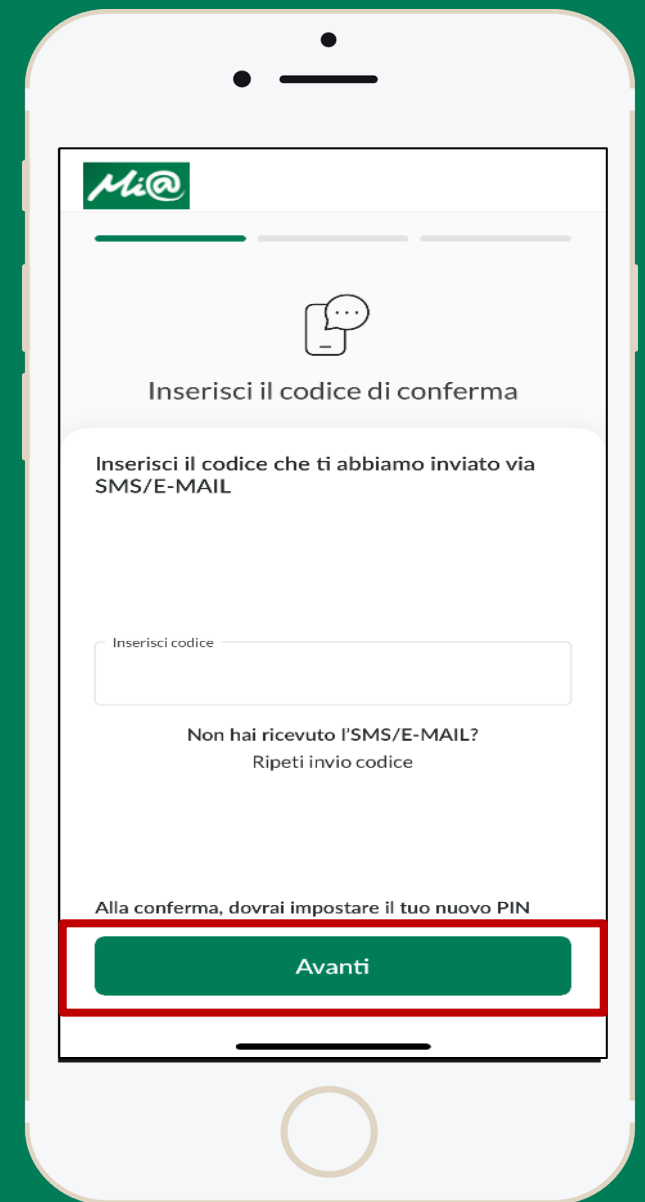 Mi@
Inserisci il codice di conferma
Inserisci il codice che ti abbiamo inviato via
SMS/E-MAIL
Inserisci codice
Non hai ricevuto l'SMS/E-MAIL?
Ripeti invio codice
Alla conferma, dovrai impostare il tuo nuovo PIN
Avanti